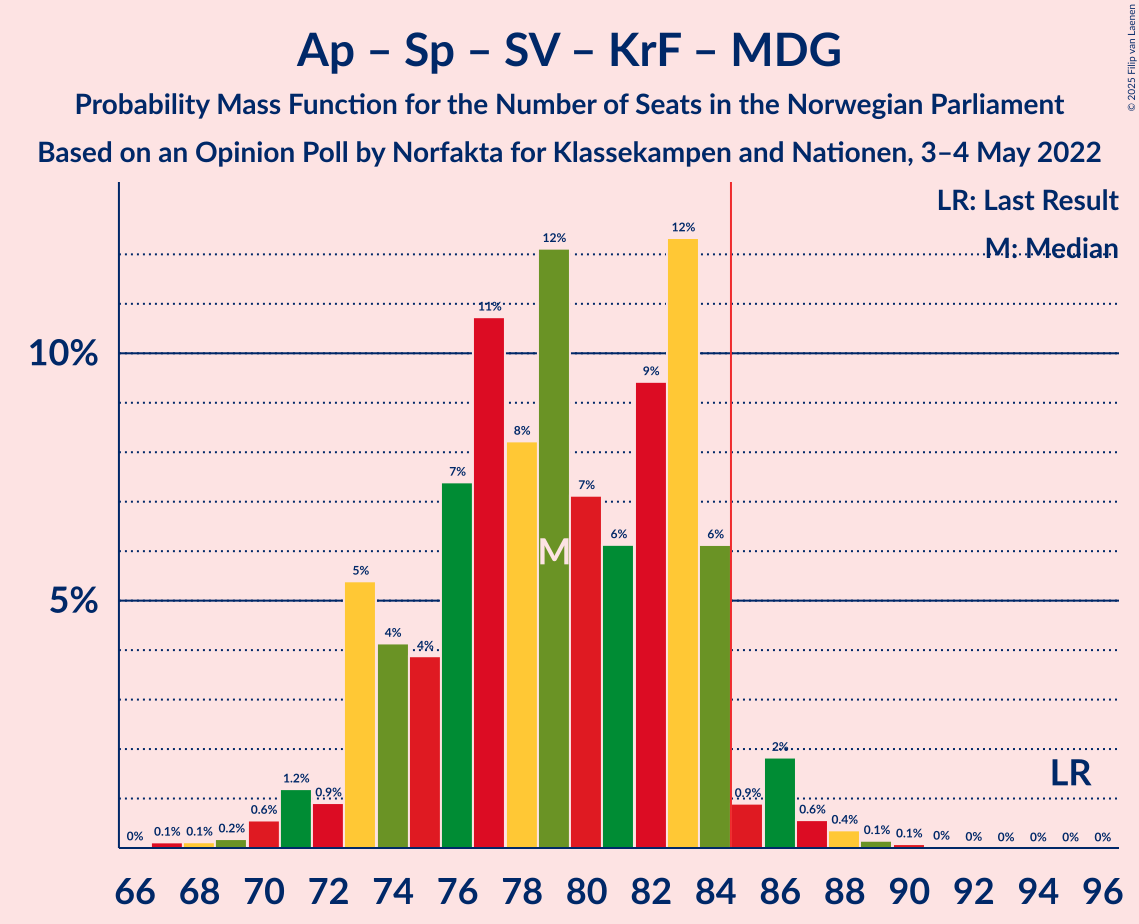 Ap – Sp – SV – KrF – MDG
Probability Mass Function for the Number of Seats in the Norwegian Parliament
Based on an Opinion Poll by Norfakta for Klassekampen and Nationen, 3–4 May 2022
© 2025 Filip van Laenen
LR: Last Result
M: Median
10%
5%
0% 0.1% 0.1% 0.2% 0.6% 1.2% 0.9% 5% 4% 4% 7% 11% 8% 12% 7% 6% 9% 12% 6% 0.9% 2% 0.6% 0.4% 0.1% 0.1% 0% 0% 0% 0% 0% 0%
M
LR
66 68 70 72 74 76 78 80 82 84 86 88 90 92 94 96